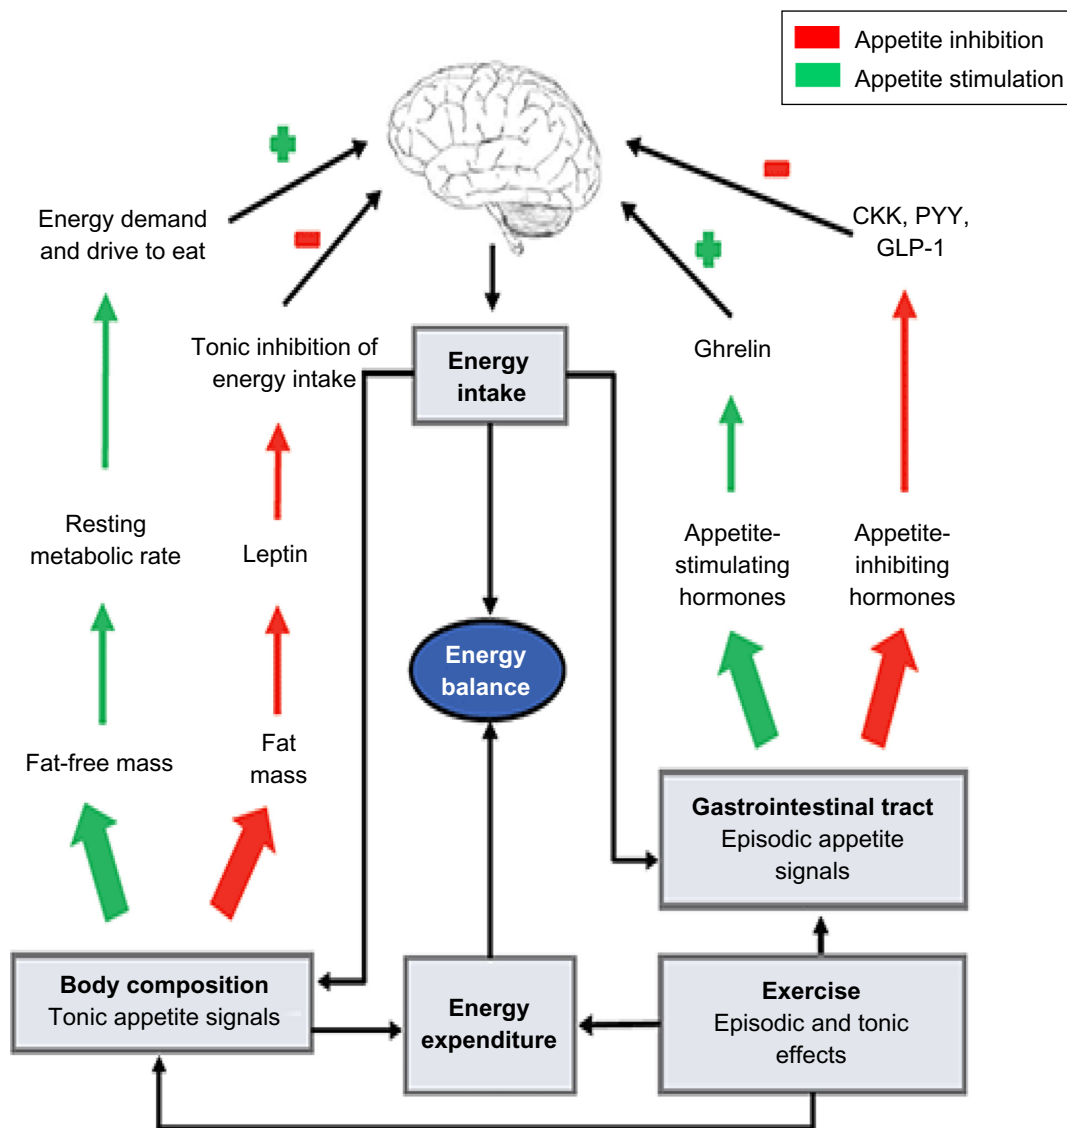 Appetite inhibition
Appetite stimulation
Energy demand
and drive to eat
CKK, PYY,
GLP-1
Tonic inhibition of
energy intake
Energy
intake
Ghrelin
Resting
metabolic rate
Leptin
Appetite-
stimulating
hormones
Appetite-
inhibiting
hormones
Energy
balance
Fat-free mass
Fat
mass
Gastrointestinal tract
Episodic appetite
signals
Body composition
Tonic appetite signals
Energy
expenditure
Exercise
Episodic and tonic
effects